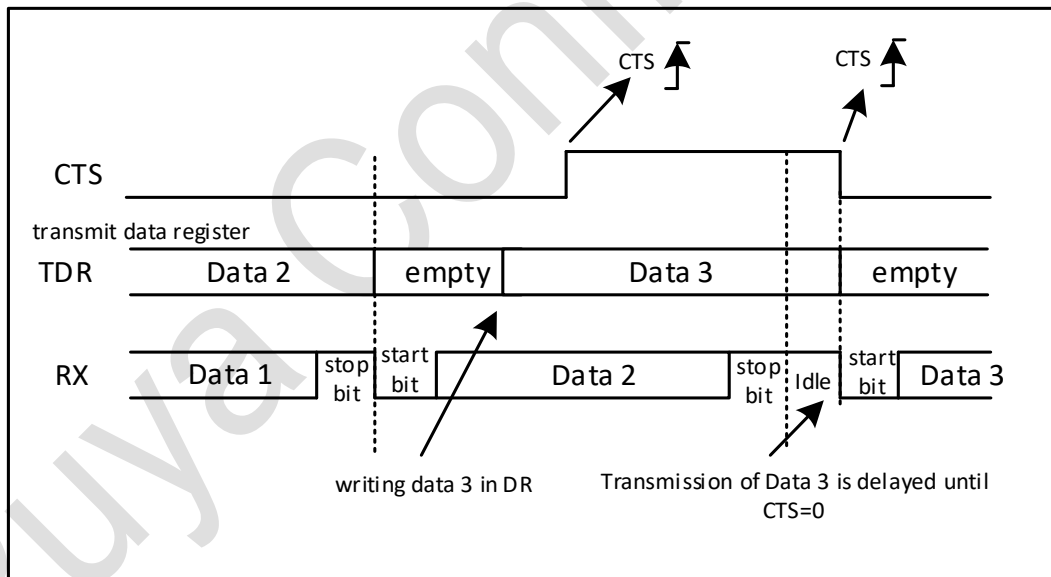 CTS
CTS
CTS
transmit data register
TDR
Data 2
empty
Data 3
empty
RX
Data 1
stop
bit
start
bit
Data 2
stop
bit
Idle
start
bit
Data 3
writing data 3 in DR
Transmission of Data 3 is delayed until
CTS=0